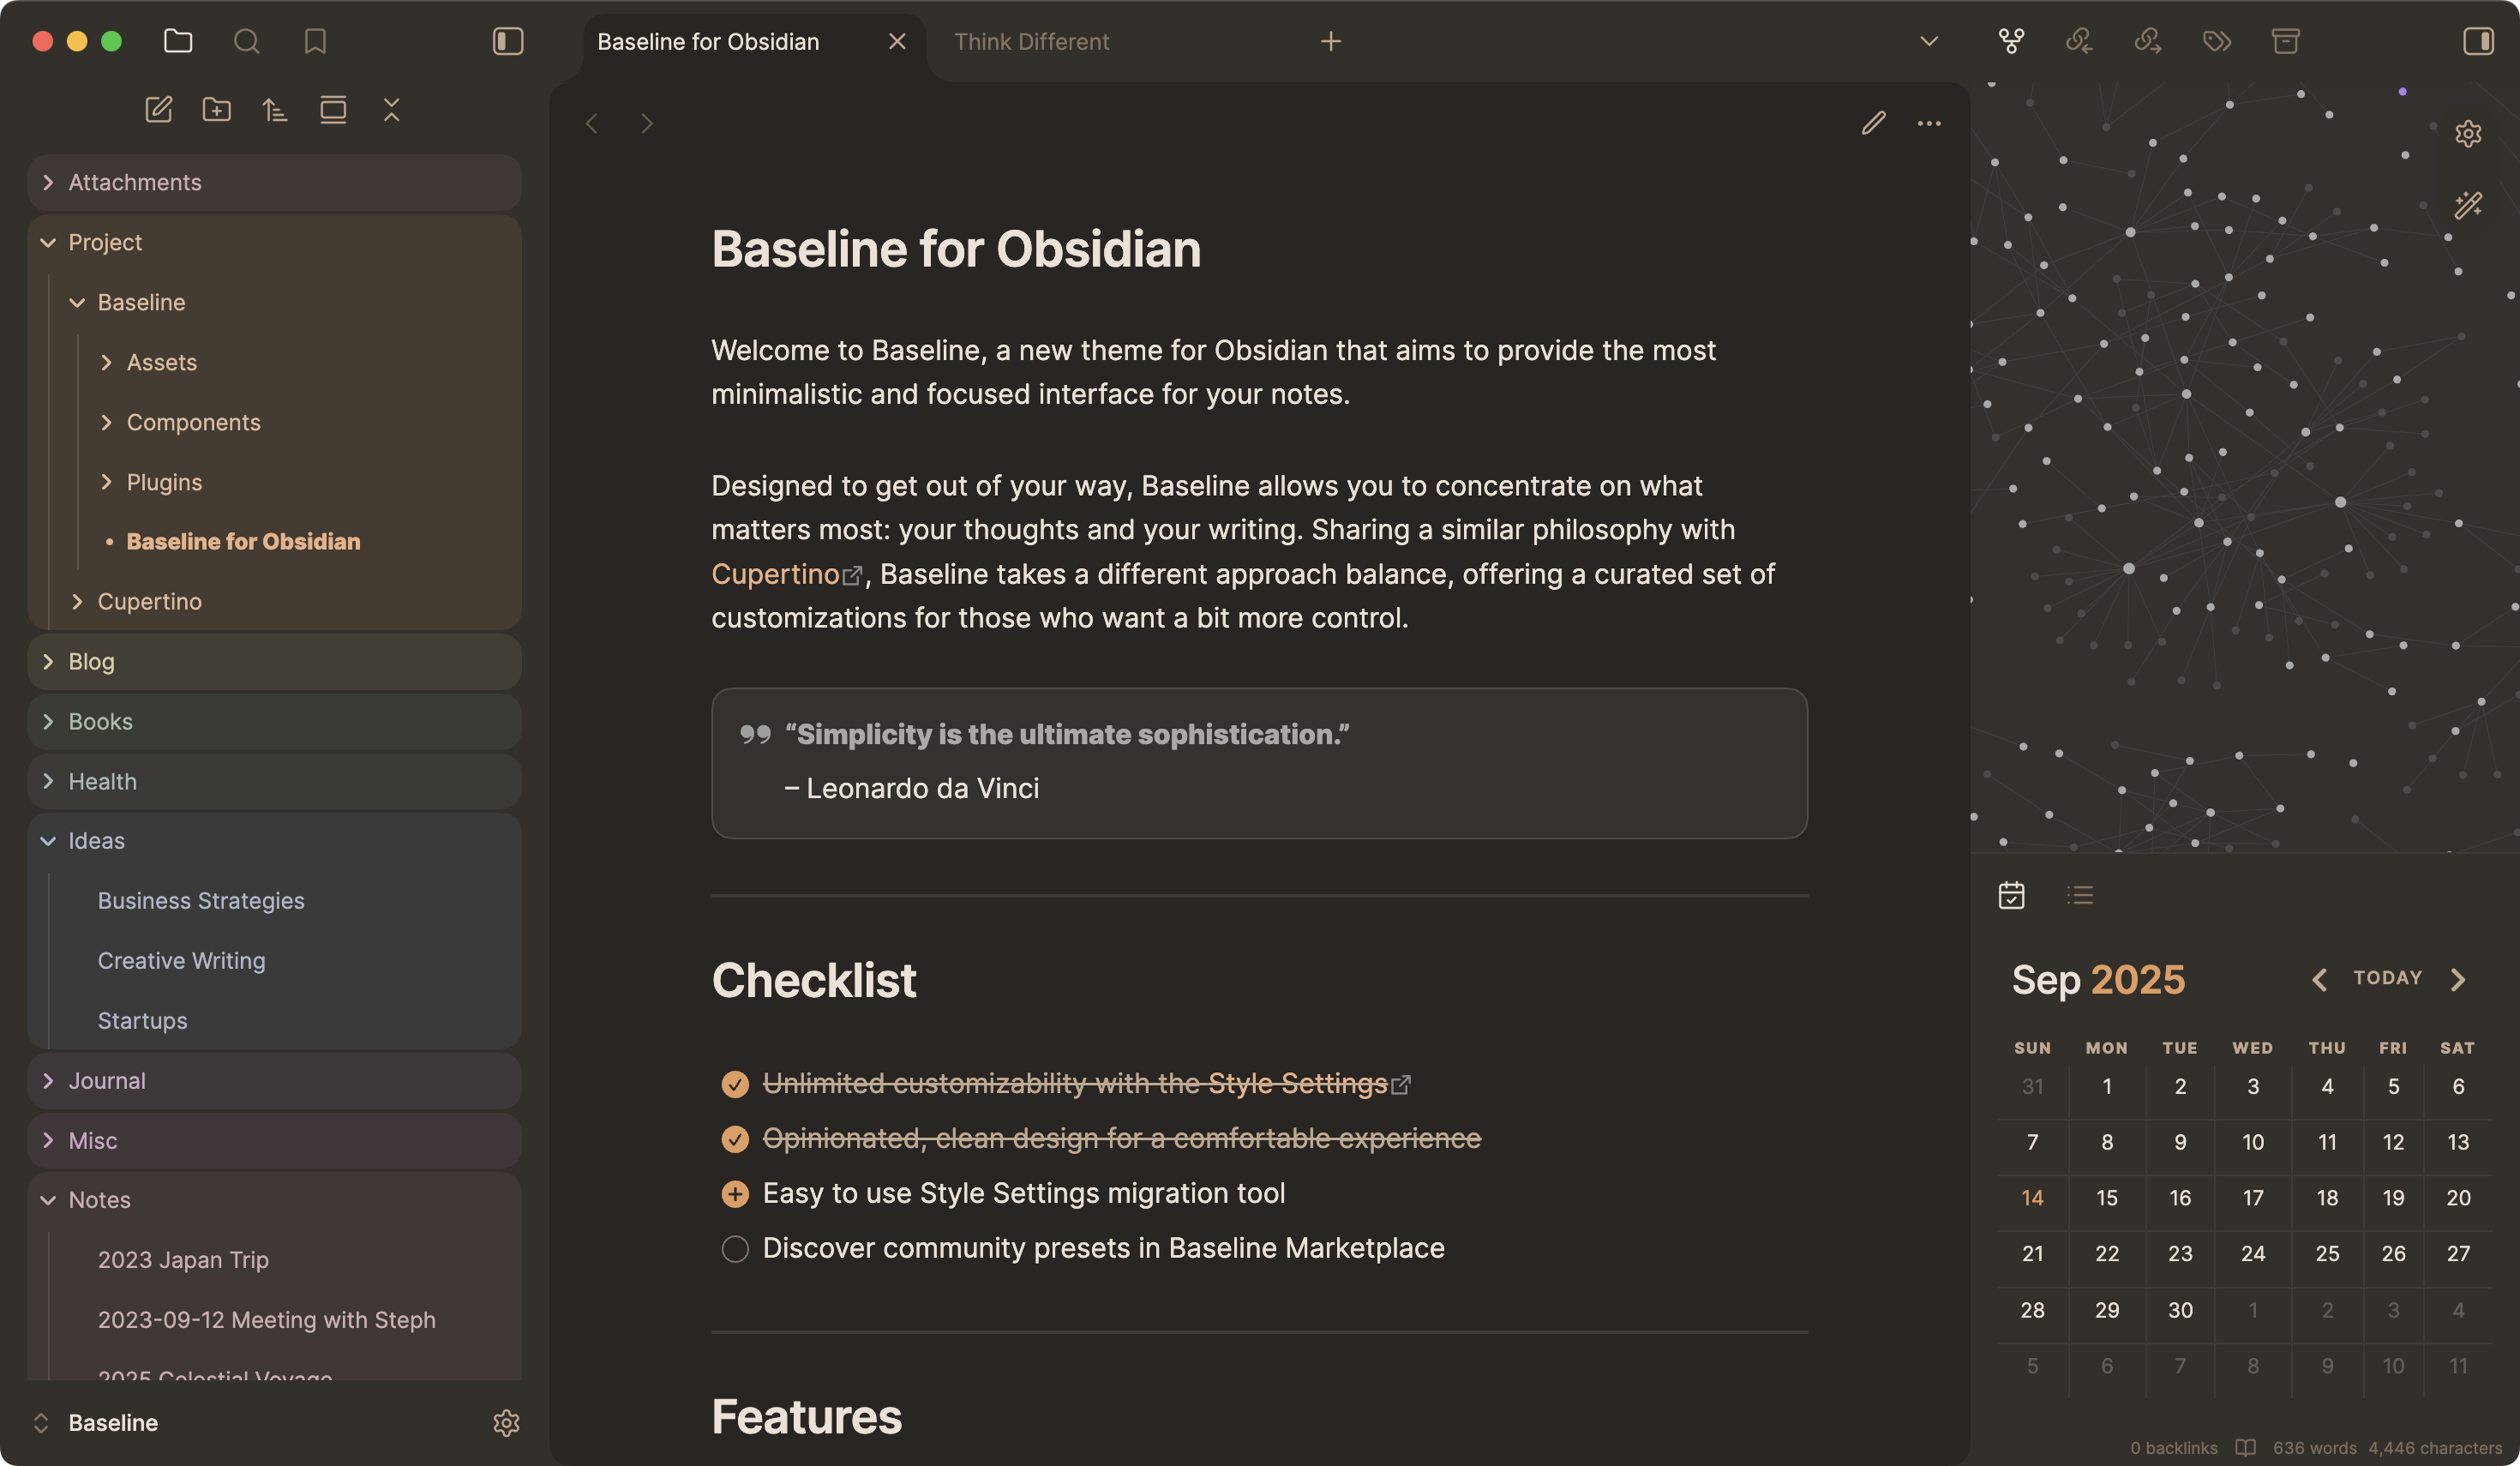 Baseline for Obsidian
Think Different
Attachments
Project
Baseline
Assets
Components
Plugins
Baseline for Obsidian
Cupertino
Blog
Books
Health
Ideas
Business Strategies
Creative Writing
Startups
Journal
Misc
Notes
2023 Japan Trip
2023-09-12 Meeting with Steph
2025 Celestial Voyage
Baseline
Baseline for Obsidian
Welcome to Baseline, a new theme for Obsidian that aims to provide the most
minimalistic and focused interface for your notes.
Designed to get out of your way, Baseline allows you to concentrate on what
matters most: your thoughts and your writing. Sharing a similar philosophy with
Cupertino, Baseline takes a different approach balance, offering a curated set of
customizations for those who want a bit more control.
“Simplicity is the ultimate sophistication.”
– Leonardo da Vinci
Checklist
Unlimited customizability with the Style Settings
Opinionated, clean design for a comfortable experience
Easy to use Style Settings migration tool
Discover community presets in Baseline Marketplace
Features
Sep 2025
TODAY
SUN MON TUE WED THU FRI SAT
31 1 2 3 4 5 6
7 8 9 10 11 12 13
14 15 16 17 18 19 20
21 22 23 24 25 26 27
28 29 30 1 2 3 4
5 6 7 8 9 10 11
0 backlinks 636 words 4,446 characters